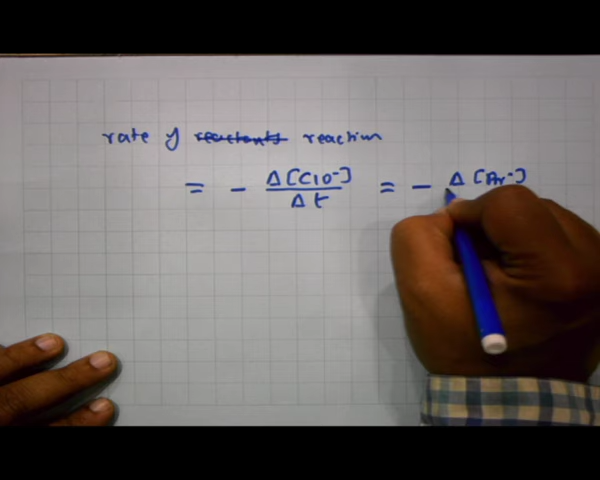 rate of reactants reaction
= - Δ[ClO⁻]/Δt = - Δ[Br⁻]